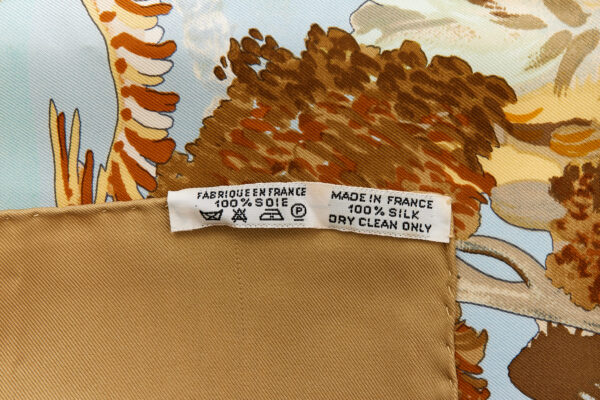 FABRIQUE EN FRANCE
100% SOIE
P
MADE IN FRANCE
100% SILK
DRY CLEAN ONLY